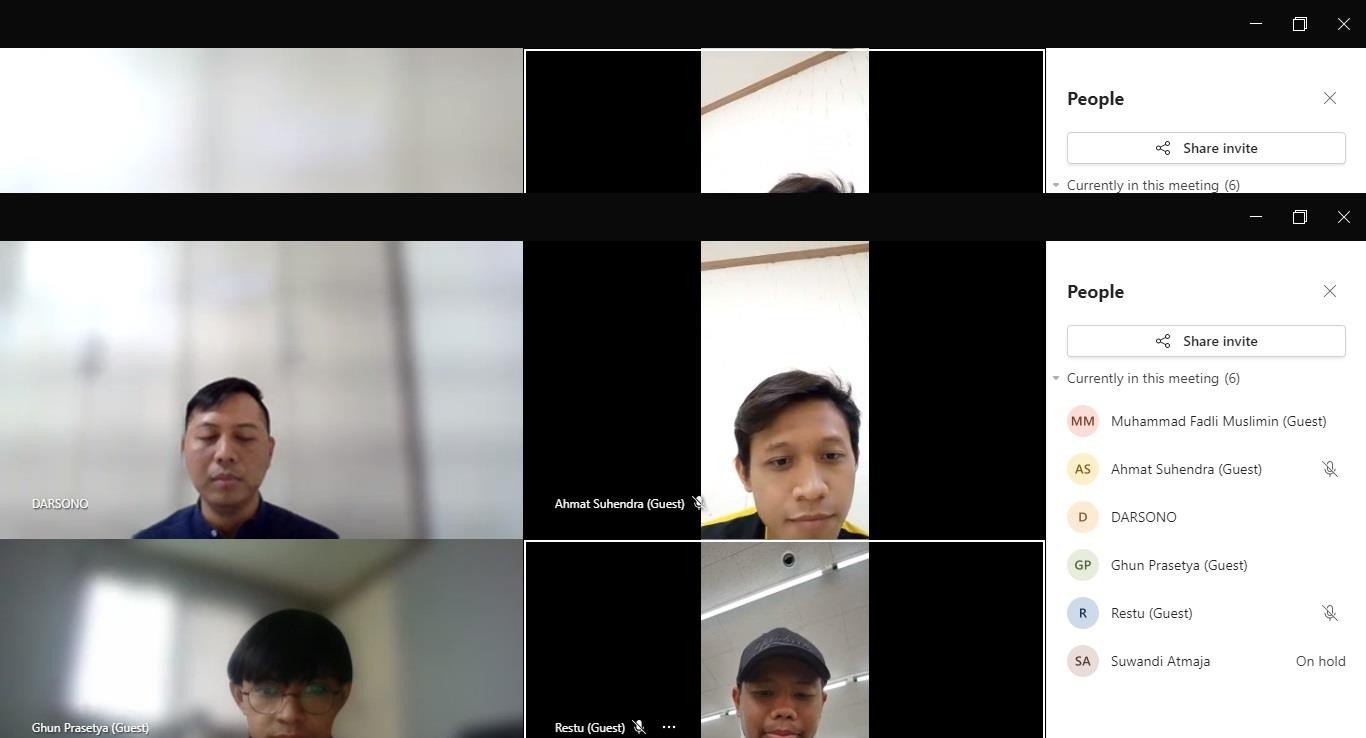 People
Share invite
Currently in this meeting (6)
People
Share invite
Currently in this meeting (6)
MM Muhammad Fadli Muslimin (Guest)
AS Ahmat Suhendra (Guest)
D DARSONO
GP Ghun Prasetya (Guest)
R Restu (Guest)
SA Suwandi Atmaja On hold
DARSONO
Ahmat Suhendra (Guest)
Ghun Prasetya (Guest)
Restu (Guest)